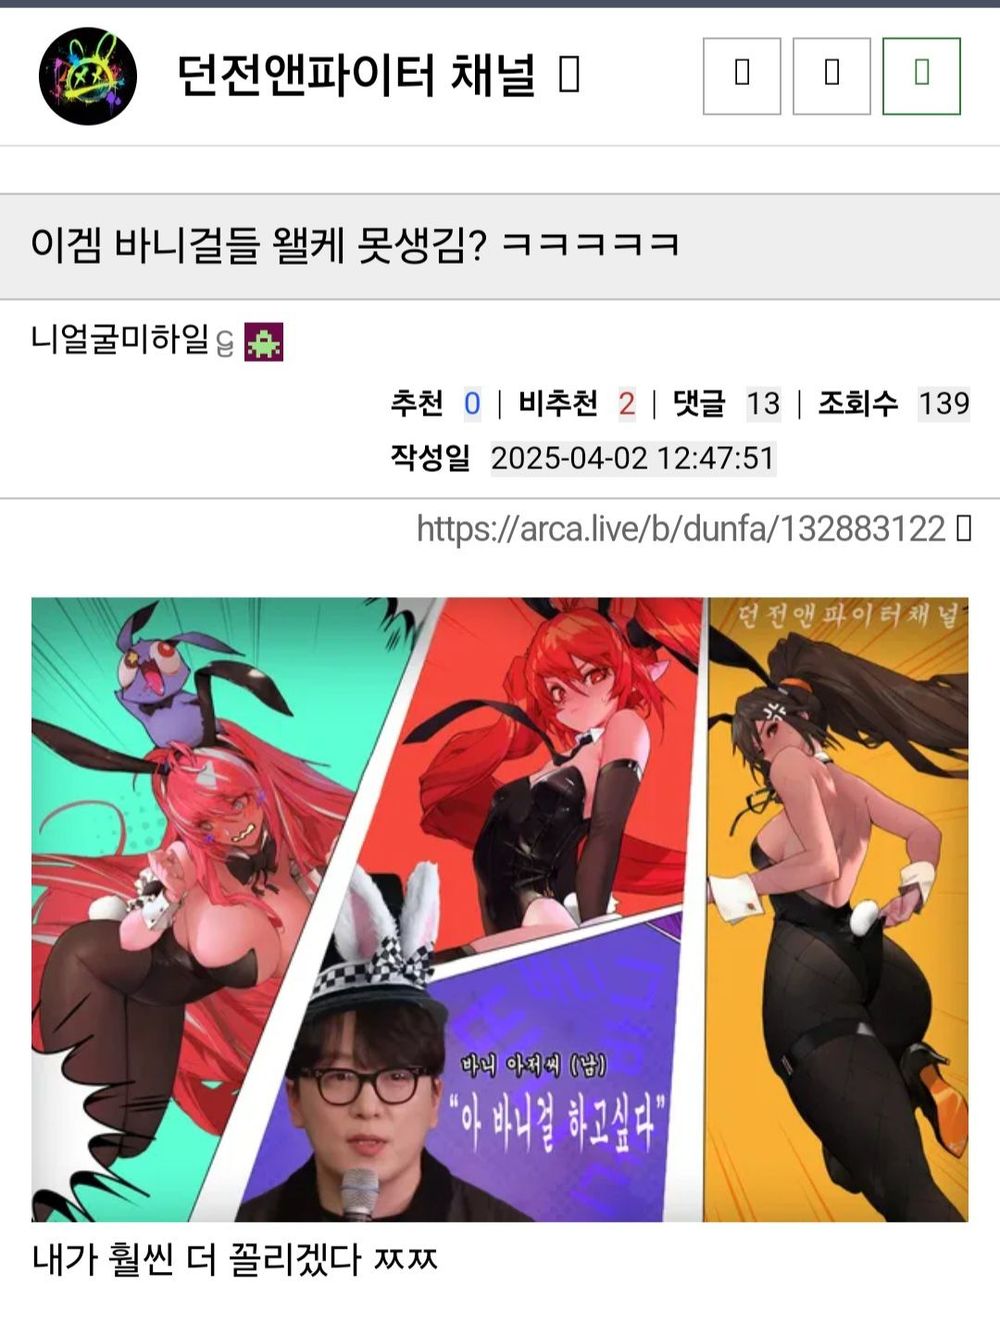 던전앤파이터 채널
이겜 바니걸들 왤케 못생김? ㅋㅋㅋㅋㅋ
니얼굴미하일
추천 0 | 비추천 2 | 댓글 13 | 조회수 139
작성일 2025-04-02 12:47:51
https://arca.live/b/dunfa/132883122
던전앤파이터채널
바니 아저씨 (남)
“아 바니걸 하고싶다”
내가 훨씬 더 꼴리겠다 ㅉㅉ